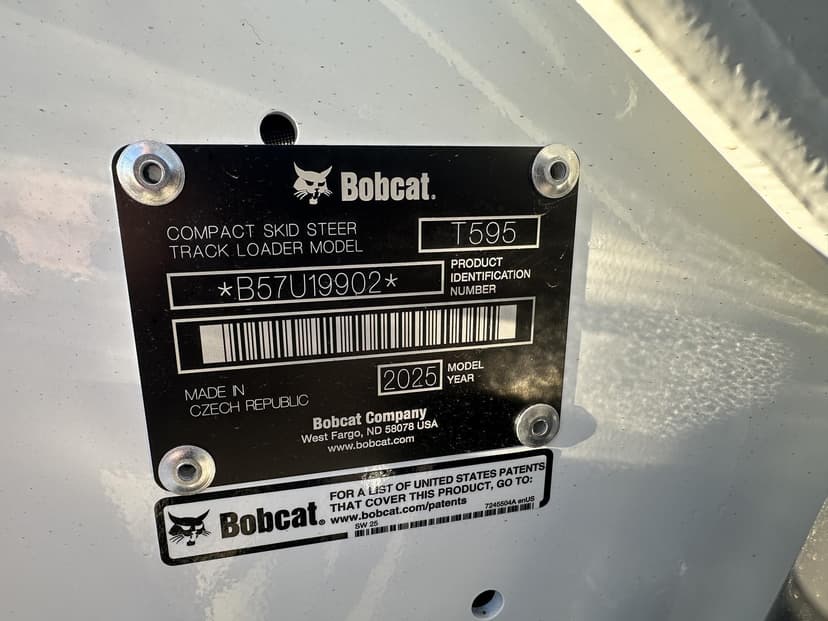 Bobcat.
COMPACT SKID STEER
TRACK LOADER MODEL
T595
*B57U19902*
PRODUCT
IDENTIFICATION
NUMBER
2025
MODEL
YEAR
MADE IN
CZECH REPUBLIC
Bobcat Company
West Fargo, ND 58078 USA
www.bobcat.com
Bobcat.
FOR A LIST OF UNITED STATES PATENTS
THAT COVER THIS PRODUCT, GO TO:
www.bobcat.com/patents
7245504A enUS
SW 25